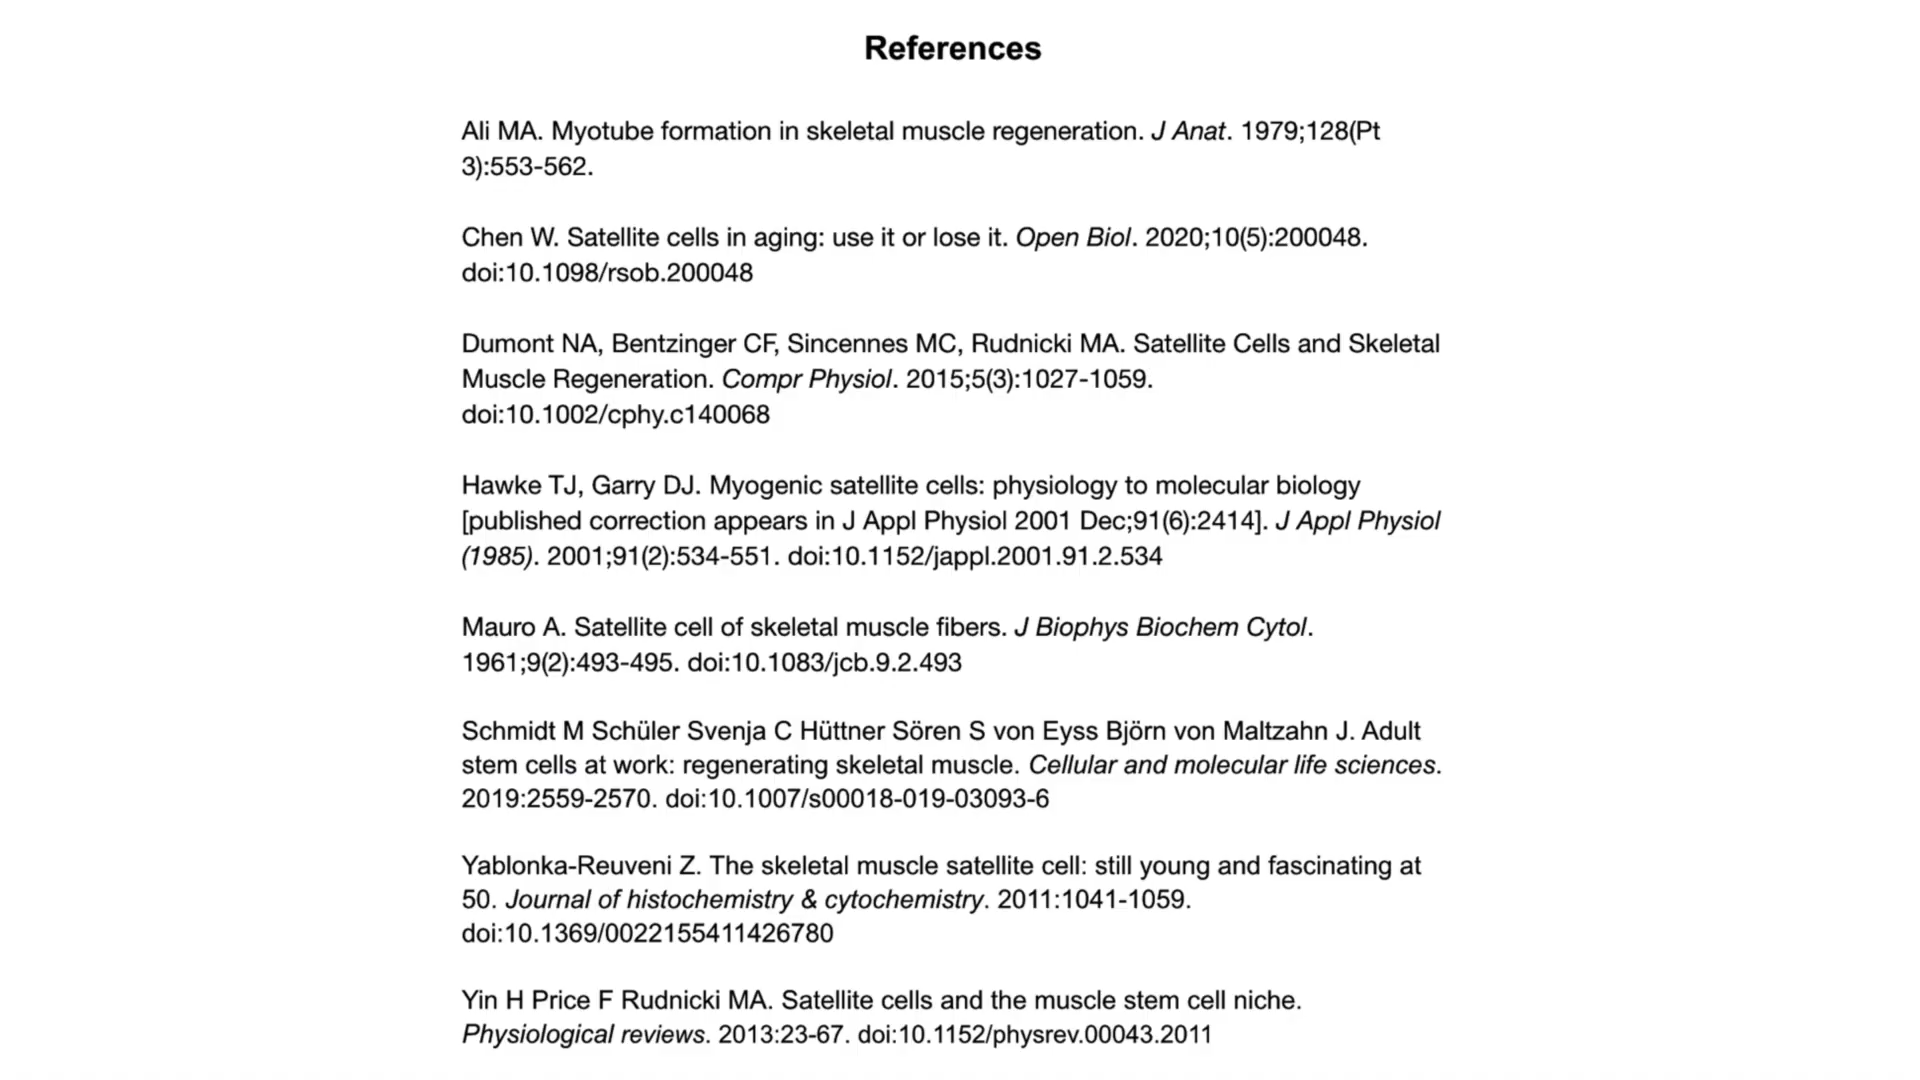 References
Ali MA. Myotube formation in skeletal muscle regeneration. J Anat. 1979;128(Pt
3):553-562.
Chen W. Satellite cells in aging: use it or lose it. Open Biol. 2020;10(5):200048.
doi:10.1098/rsob.200048
Dumont NA, Bentzinger CF, Sincennes MC, Rudnicki MA. Satellite Cells and Skeletal
Muscle Regeneration. Compr Physiol. 2015;5(3):1027-1059.
doi:10.1002/cphy.c140068
Hawke TJ, Garry DJ. Myogenic satellite cells: physiology to molecular biology
[published correction appears in J Appl Physiol 2001 Dec;91(6):2414]. J Appl Physiol
(1985). 2001;91(2):534-551. doi:10.1152/jappl.2001.91.2.534
Mauro A. Satellite cell of skeletal muscle fibers. J Biophys Biochem Cytol.
1961;9(2):493-495. doi:10.1083/jcb.9.2.493
Schmidt M Schüler Svenja C Hüttner Sören S von Eyss Björn von Maltzahn J. Adult
stem cells at work: regenerating skeletal muscle. Cellular and molecular life sciences.
2019:2559-2570. doi:10.1007/s00018-019-03093-6
Yablonka-Reuveni Z. The skeletal muscle satellite cell: still young and fascinating at
50. Journal of histochemistry & cytochemistry. 2011:1041-1059.
doi:10.1369/0022155411426780
Yin H Price F Rudnicki MA. Satellite cells and the muscle stem cell niche.
Physiological reviews. 2013:23-67. doi:10.1152/physrev.00043.2011